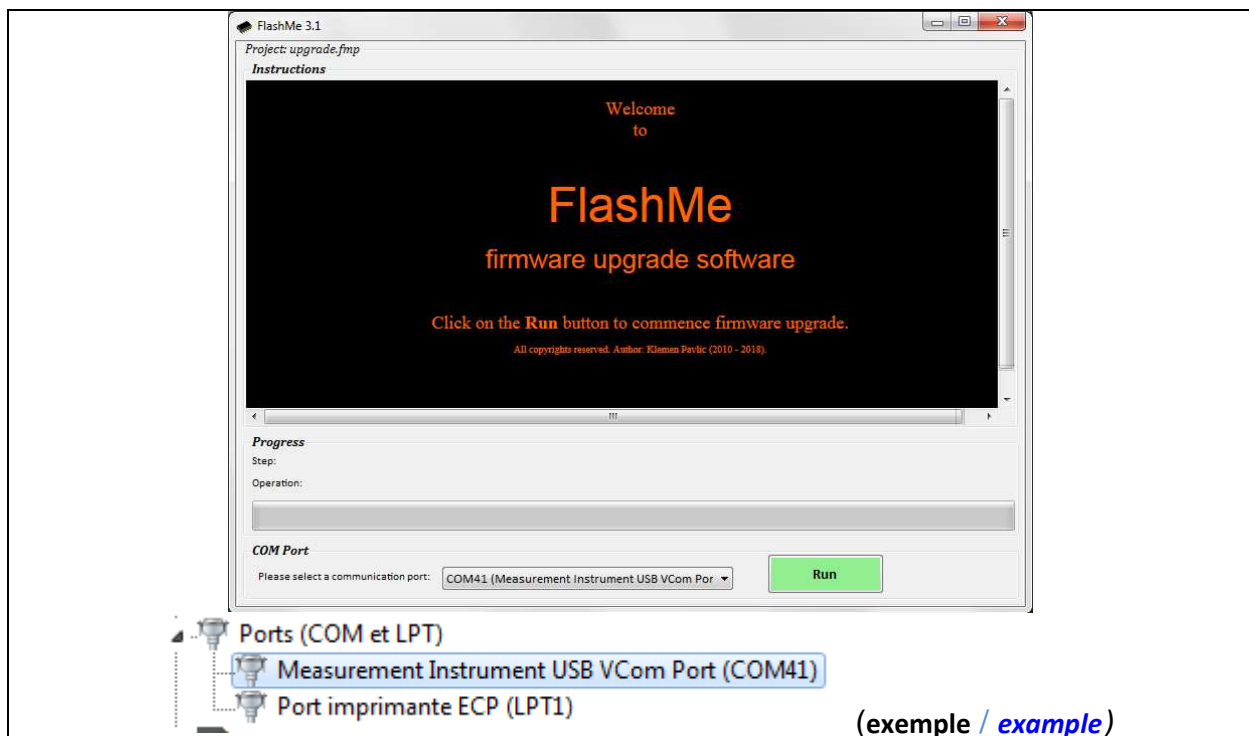 FlashMe 3.1
Project: upgrade.fmp
Instructions
Welcome
to
FlashMe
firmware upgrade software
Click on the Run button to commence firmware upgrade.
All copyrights reserved. Author: Klemen Pavlic (2010 - 2018).
Progress
Step:
Operation:
COM Port
Please select a communication port: COM41 (Measurement Instrument USB VCom Por Run
Ports (COM et LPT)
Measurement Instrument USB VCom Port (COM41)
Port imprimante ECP (LPT1)
(exemple / example)